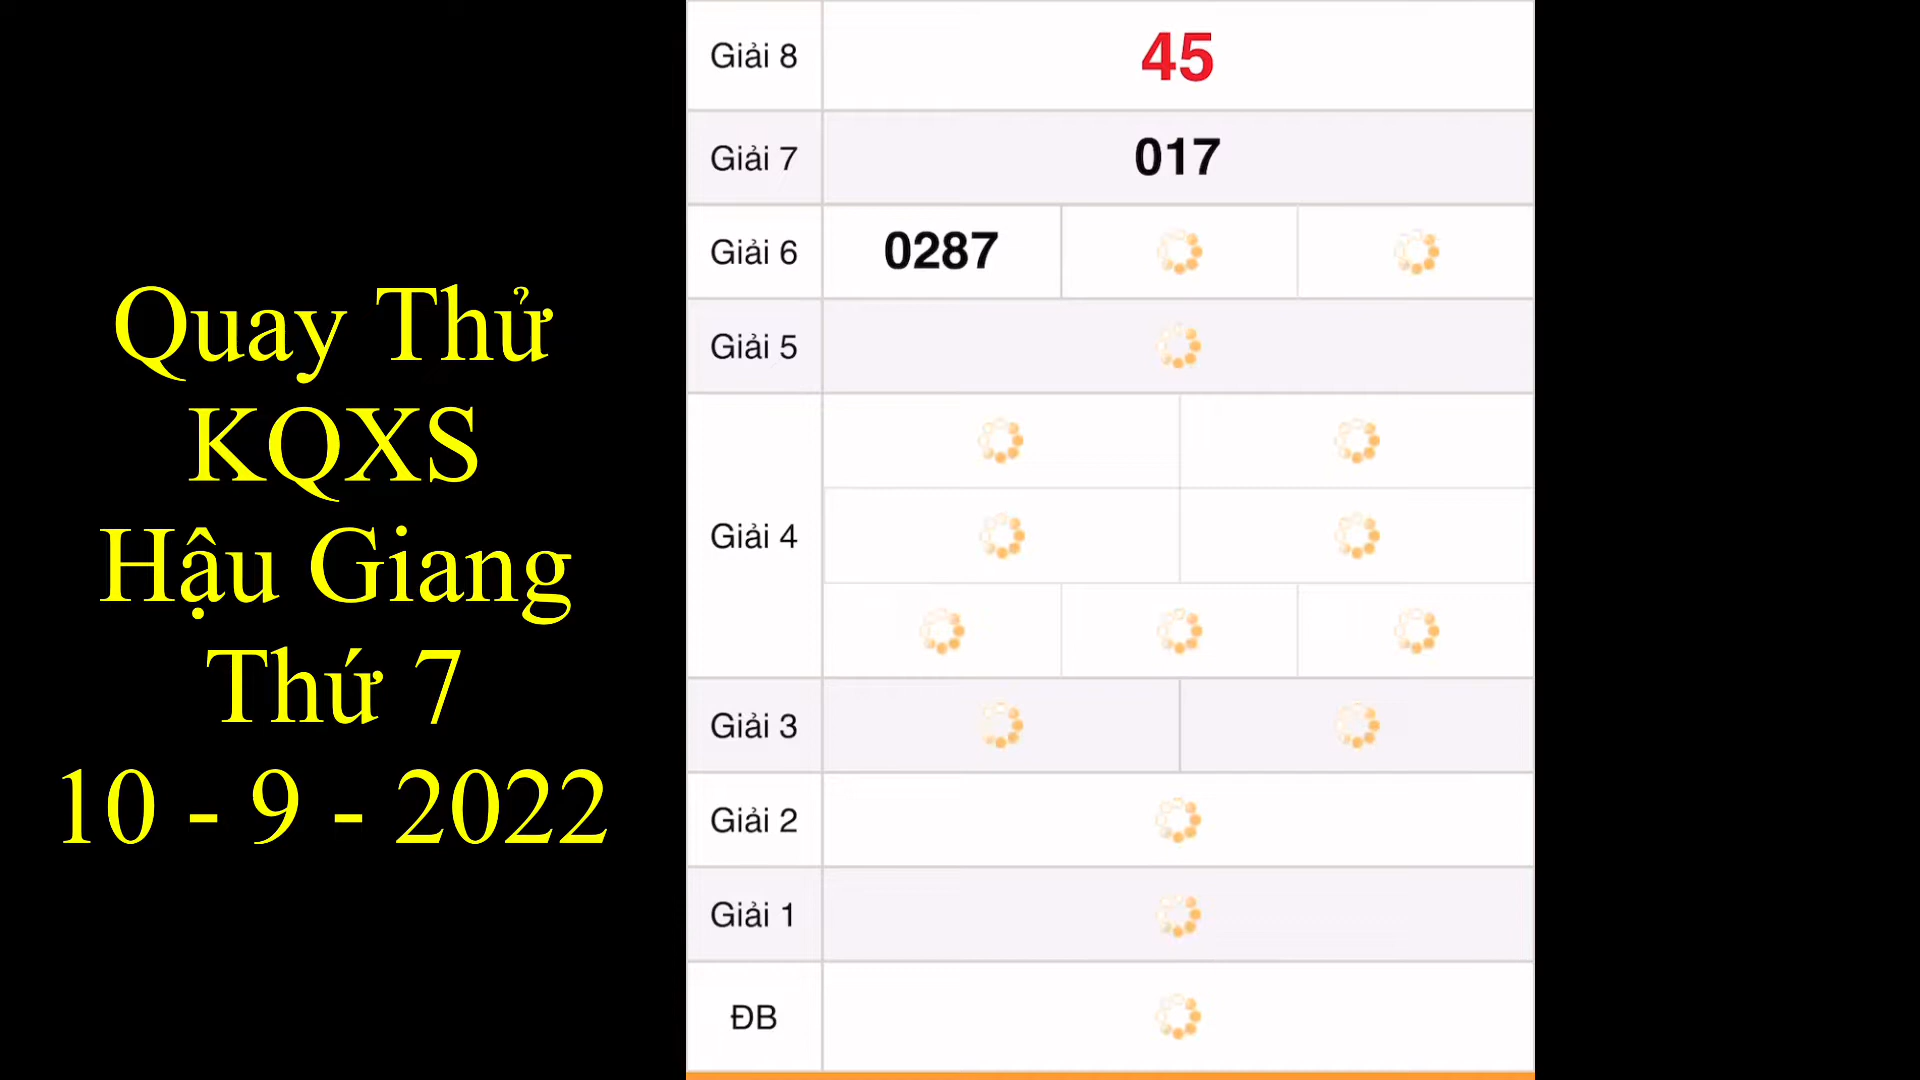 Quay Thử
KQXS
Hậu Giang
Thứ 7
10 - 9 - 2022
Giải 8 45
Giải 7 017
Giải 6 0287
Giải 5
Giải 4
Giải 3
Giải 2
Giải 1
ĐB